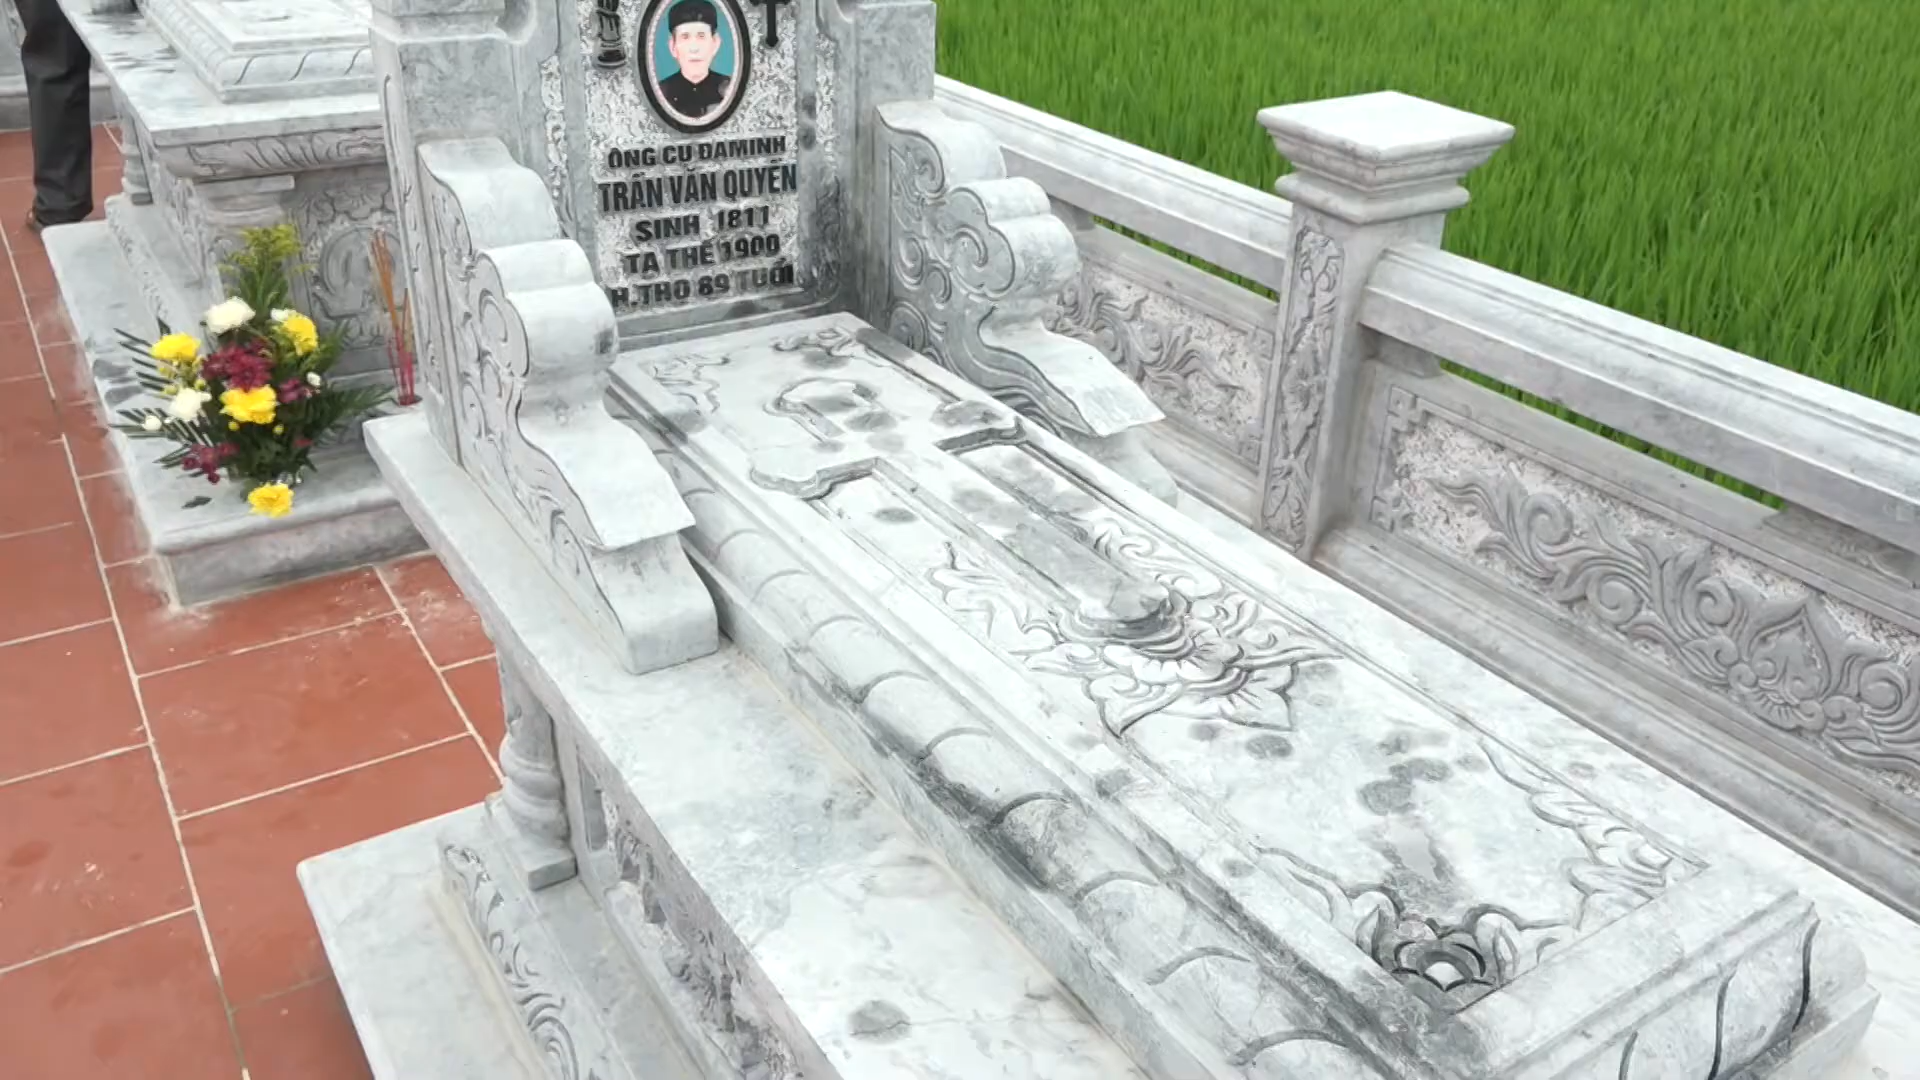 ÔNG CỤ ĐAMINH
TRẦN VĂN QUYỀN
SINH 1811
TẠ THẾ 1900
H.THỌ 89 TUỔI